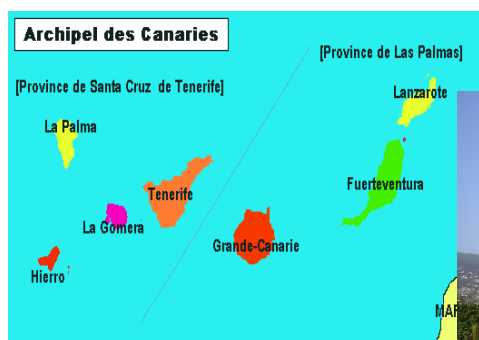 Archipel des Canaries
[Province de Las Palmas]
[Province de Santa Cruz de Tenerife]
Lanzarote
La Palma
Fuerteventura
Tenerife
La Gomera
Grande-Canarie
Hierro